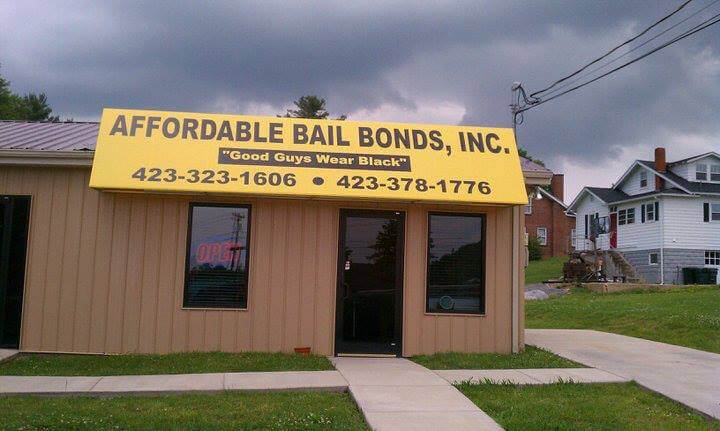 AFFORDABLE BAIL BONDS, INC.
"Good Guys Wear Black"
423-323-1606 • 423-378-1776
OPEN